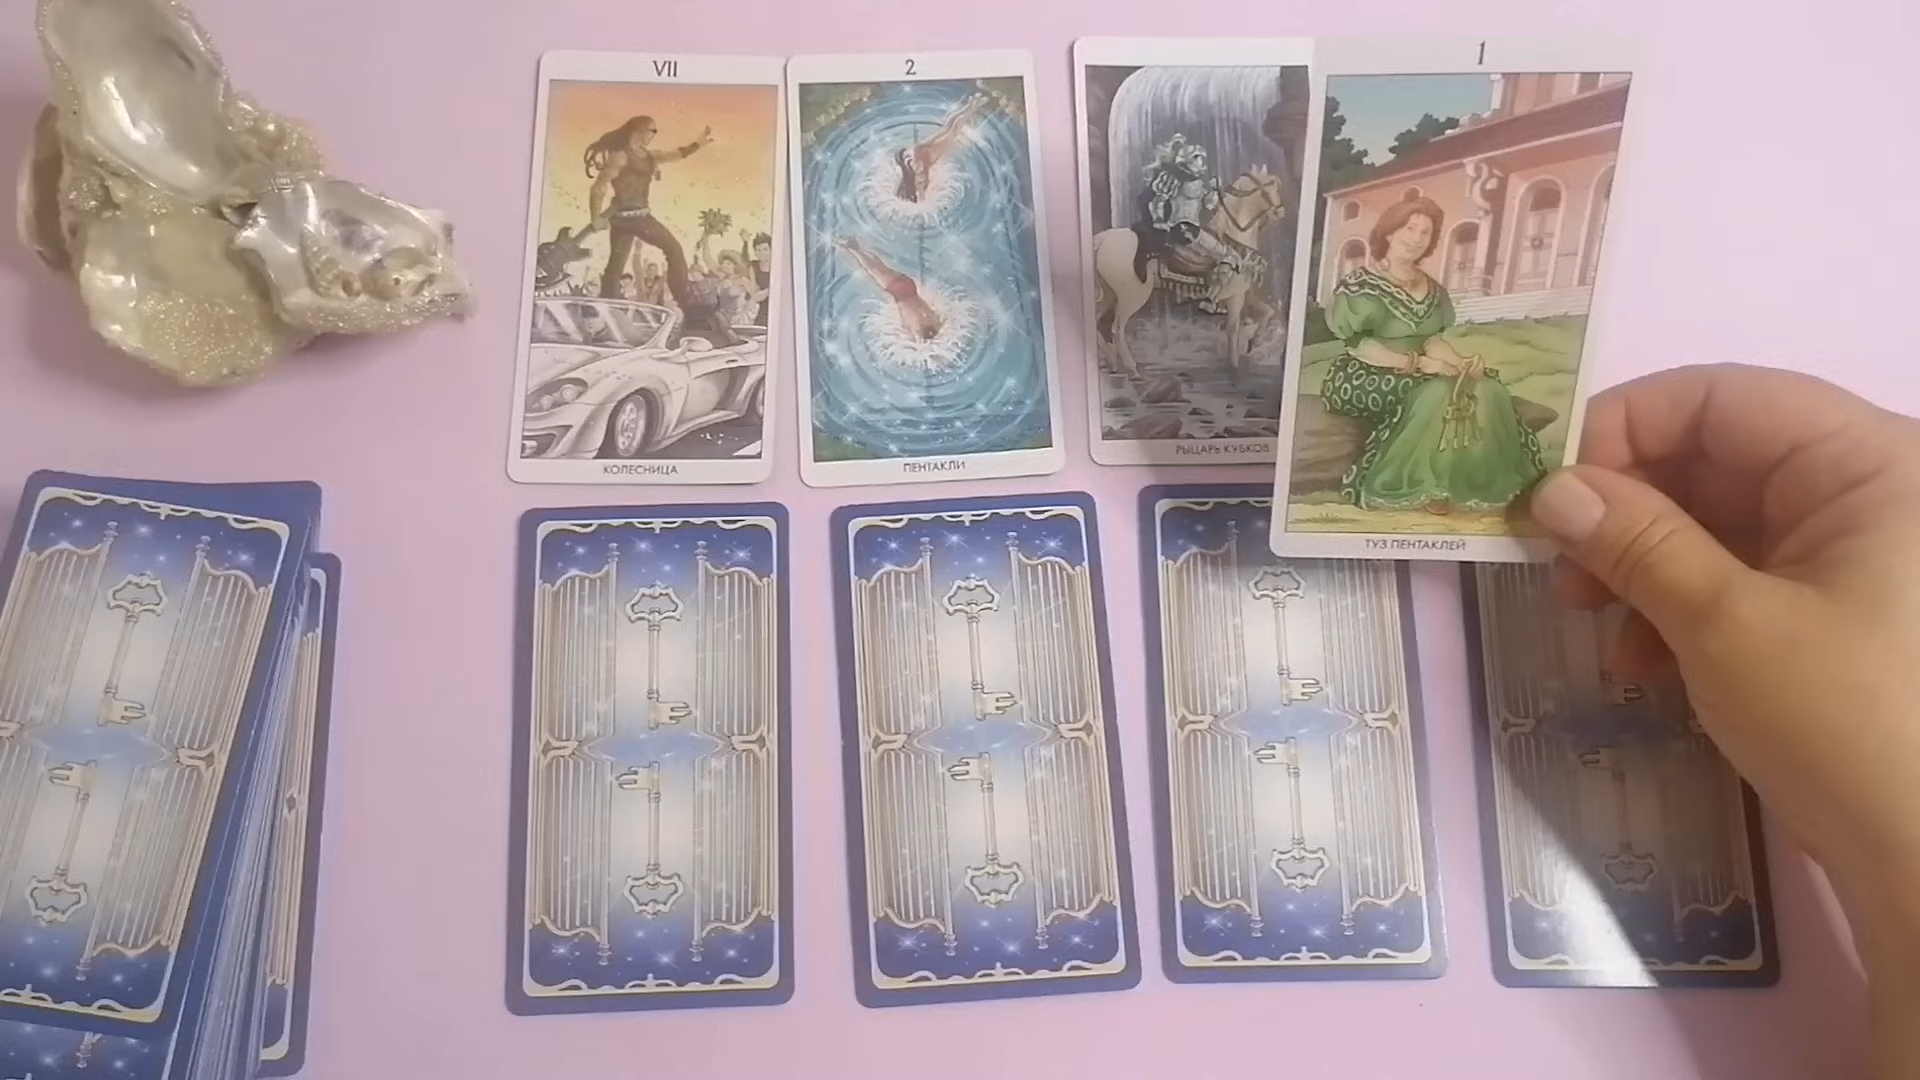 VII
КОЛЕСНИЦА
2
ПЕНТАКЛИ
РЫЦАРЬ КУБКОВ
1
ТУЗ ПЕНТАКЛЕЙ